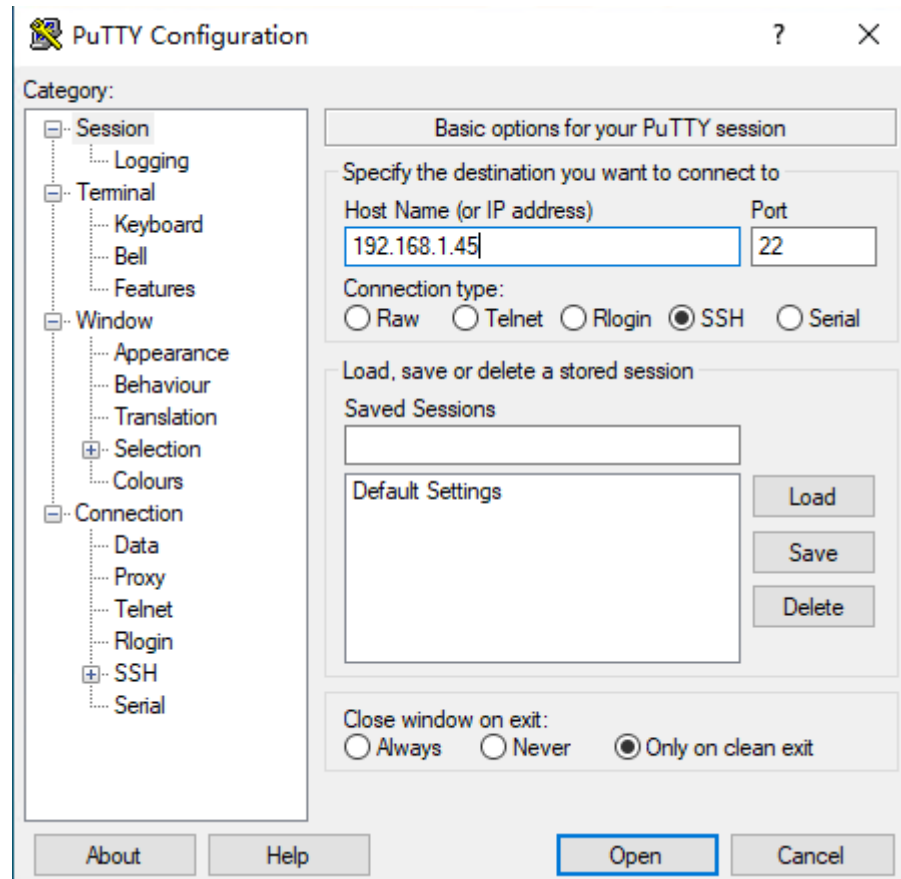 PuTTY Configuration
?
Category:
Session
Logging
Terminal
Keyboard
Bell
Features
Window
Appearance
Behaviour
Translation
Selection
Colours
Connection
Data
Proxy
Telnet
Rlogin
SSH
Serial
Basic options for your PuTTY session
Specify the destination you want to connect to
Host Name (or IP address) Port
192.168.1.45 22
Connection type:
Raw Telnet Rlogin SSH Serial
Load, save or delete a stored session
Saved Sessions
Default Settings
Load
Save
Delete
Close window on exit:
Always Never Only on clean exit
About Help Open Cancel